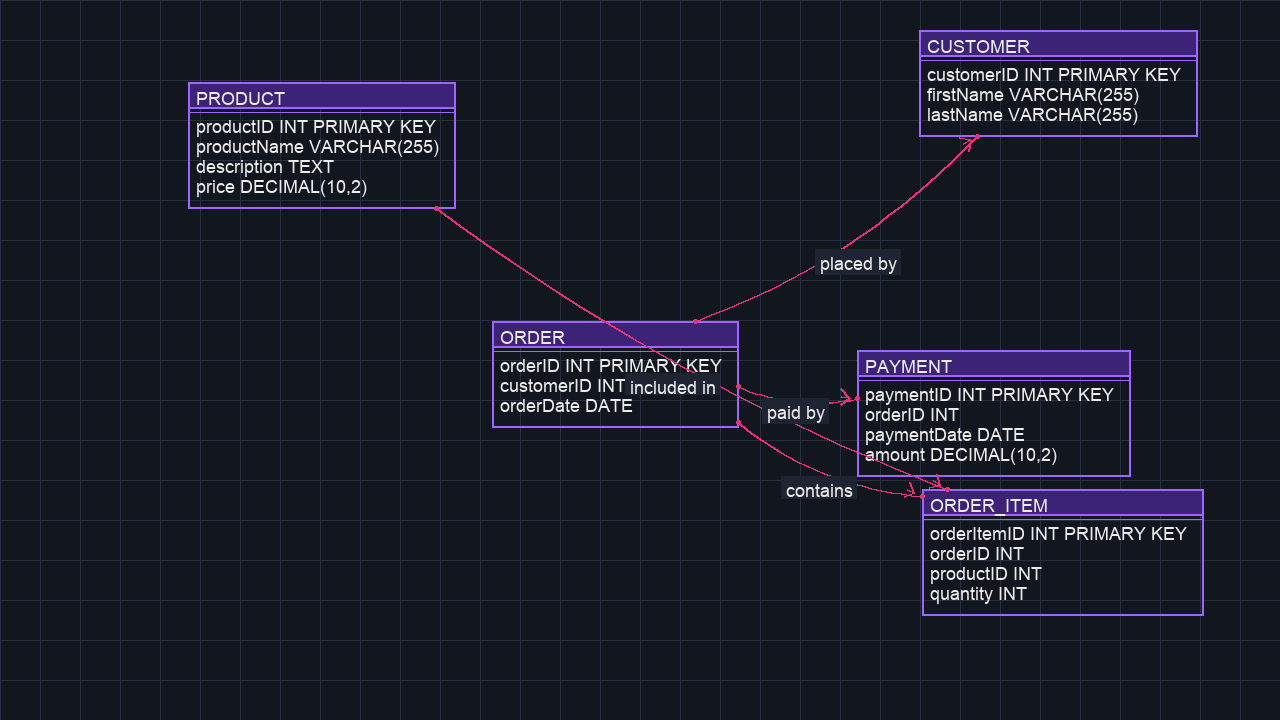 CUSTOMER
customerID INT PRIMARY KEY
firstName VARCHAR(255)
lastName VARCHAR(255)
PRODUCT
productID INT PRIMARY KEY
productName VARCHAR(255)
description TEXT
price DECIMAL(10,2)
placed by
ORDER
orderID INT PRIMARY KEY
customerID INT
orderDate DATE
included in
paid by
contains
PAYMENT
paymentID INT PRIMARY KEY
orderID INT
paymentDate DATE
amount DECIMAL(10,2)
ORDER_ITEM
orderItemID INT PRIMARY KEY
orderID INT
productID INT
quantity INT